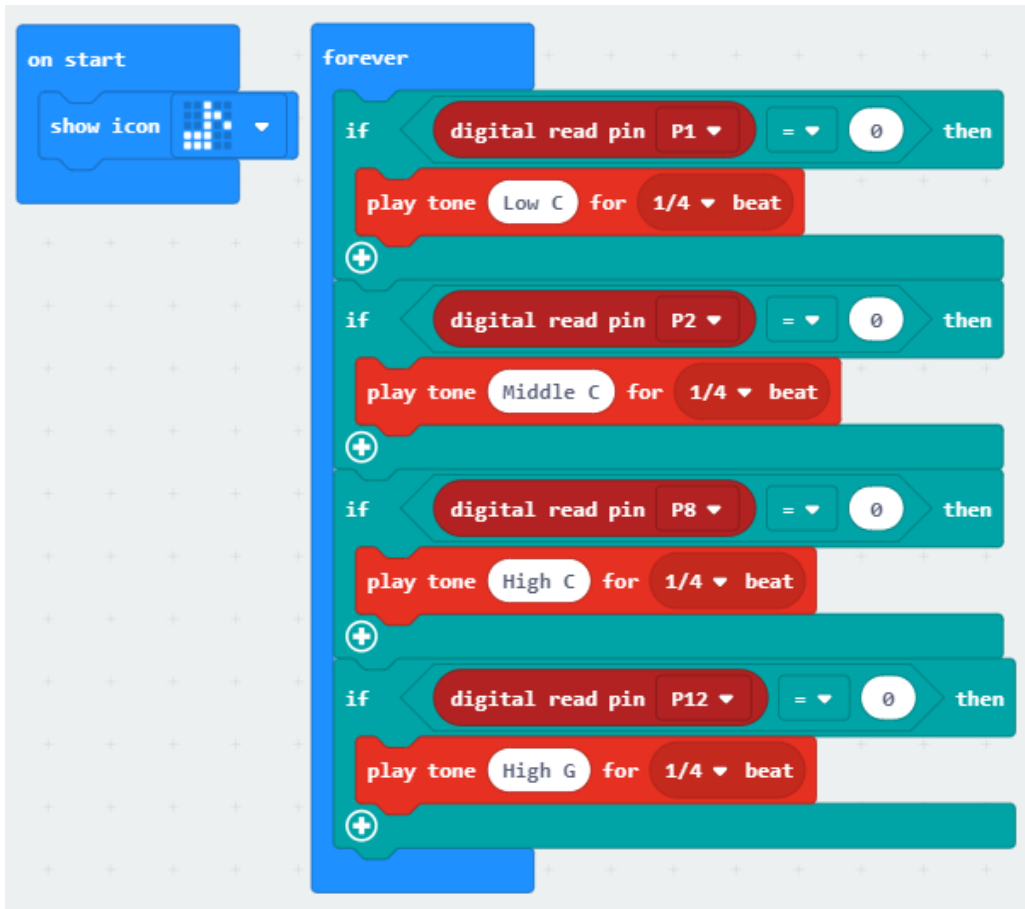 on start
show icon
forever
if digital read pin P1 = 0 then
play tone Low C for 1/4 beat
if digital read pin P2 = 0 then
play tone Middle C for 1/4 beat
if digital read pin P8 = 0 then
play tone High C for 1/4 beat
if digital read pin P12 = 0 then
play tone High G for 1/4 beat